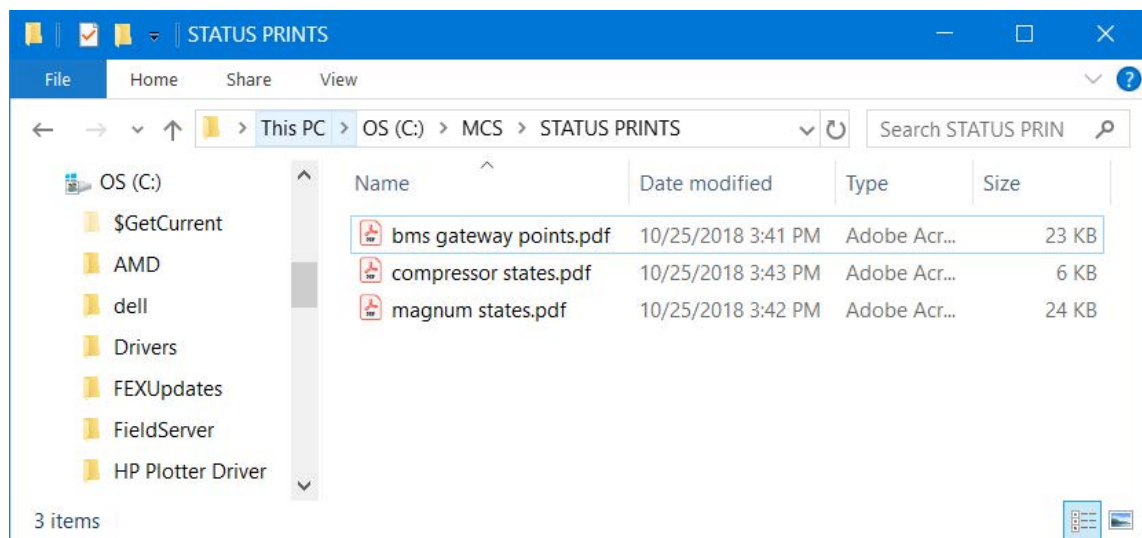 STATUS PRINTS
File Home Share View
This PC > OS (C:) > MCS > STATUS PRINTS Search STATUS PRIN
OS (C:)
$GetCurrent
AMD
dell
Drivers
FEXUpdates
FieldServer
HP Plotter Driver
Name Date modified Type Size
bms gateway points.pdf 10/25/2018 3:41 PM Adobe Acr... 23 KB
compressor states.pdf 10/25/2018 3:43 PM Adobe Acr... 6 KB
magnum states.pdf 10/25/2018 3:42 PM Adobe Acr... 24 KB
3 items